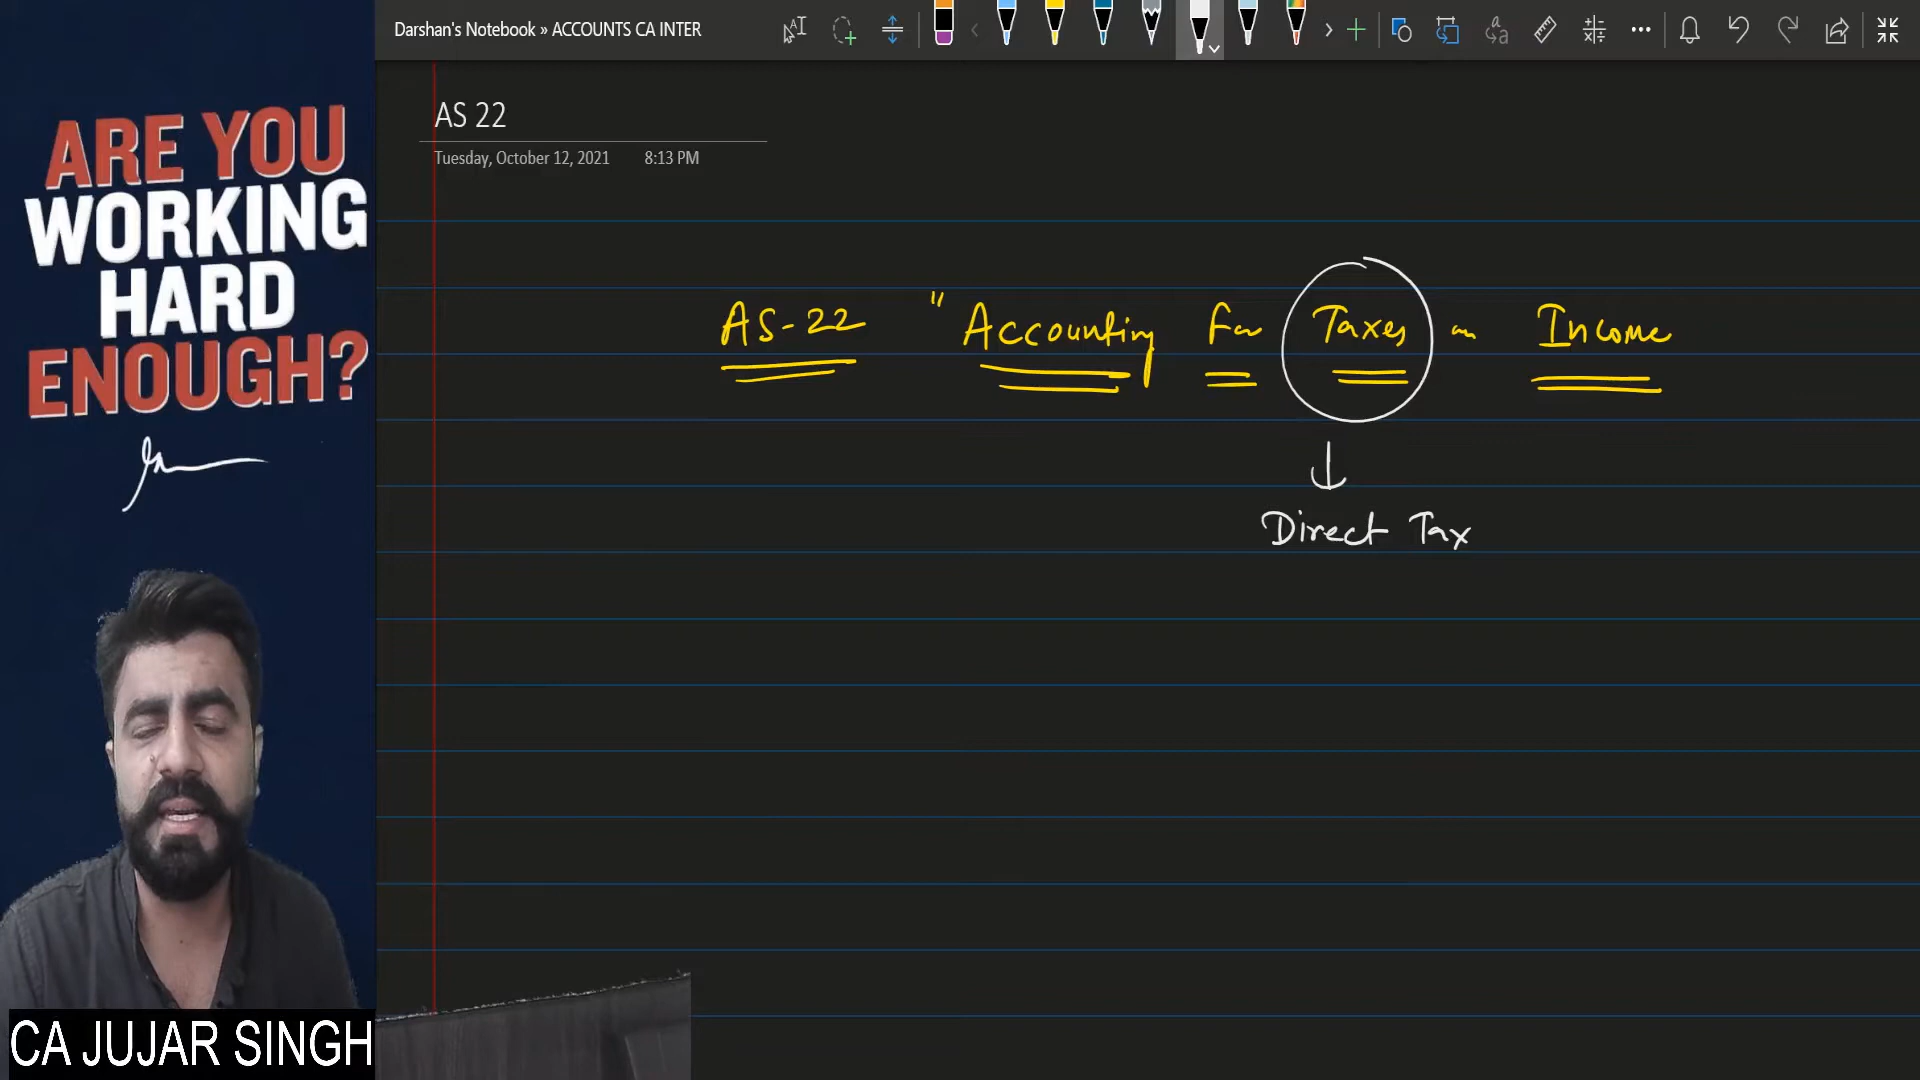 Darshan's Notebook » ACCOUNTS CA INTER
ARE YOU
WORKING
HARD
ENOUGH?
AS 22
Tuesday, October 12, 2021 8:13 PM
AS-22 "Accounting For Taxes on Income
Direct Tax
CA JUJAR SINGH